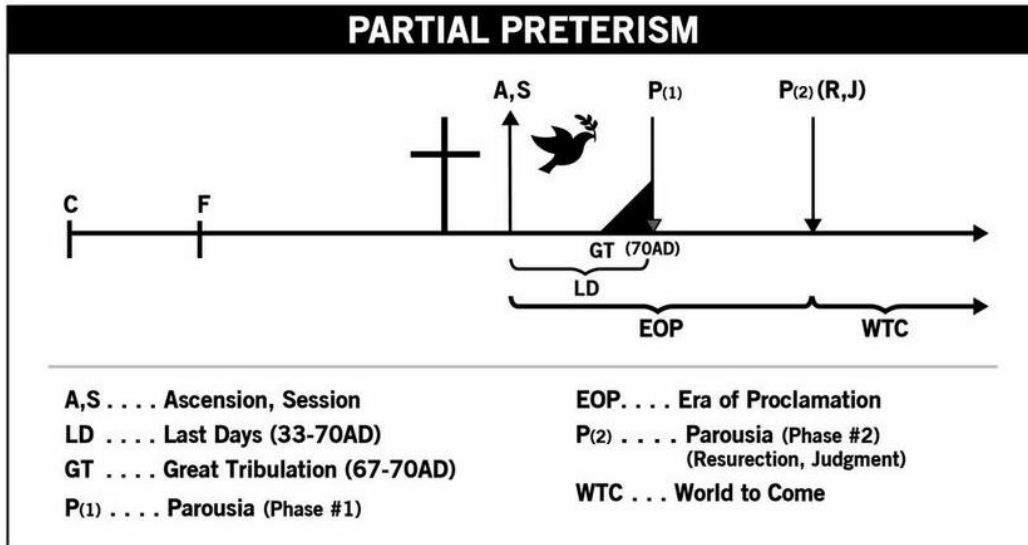 PARTIAL PRETERISM
A,S P(1) P(2) (R,J)
C F
GT (70AD)
LD
EOP WTC
A,S . . . . Ascension, Session
LD . . . . Last Days (33-70AD)
GT . . . . Great Tribulation (67-70AD)
P(1) . . . . Parousia (Phase #1)
EOP. . . . Era of Proclamation
P(2) . . . . Parousia (Phase #2)
(Resurection, Judgment)
WTC . . . World to Come